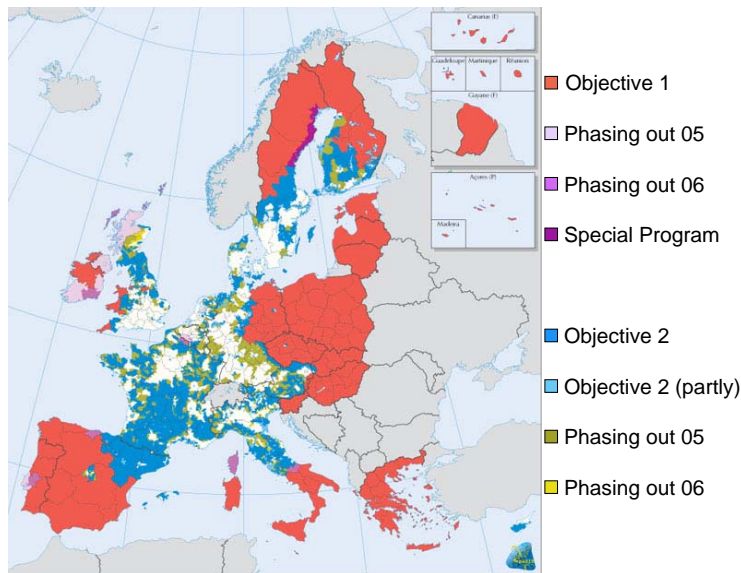 Canarias (E)
Guadeloupe Martinique Réunion
Guyane (F)
Açores (P)
Madeira
Objective 1
Phasing out 05
Phasing out 06
Special Program
Objective 2
Objective 2 (partly)
Phasing out 05
Phasing out 06